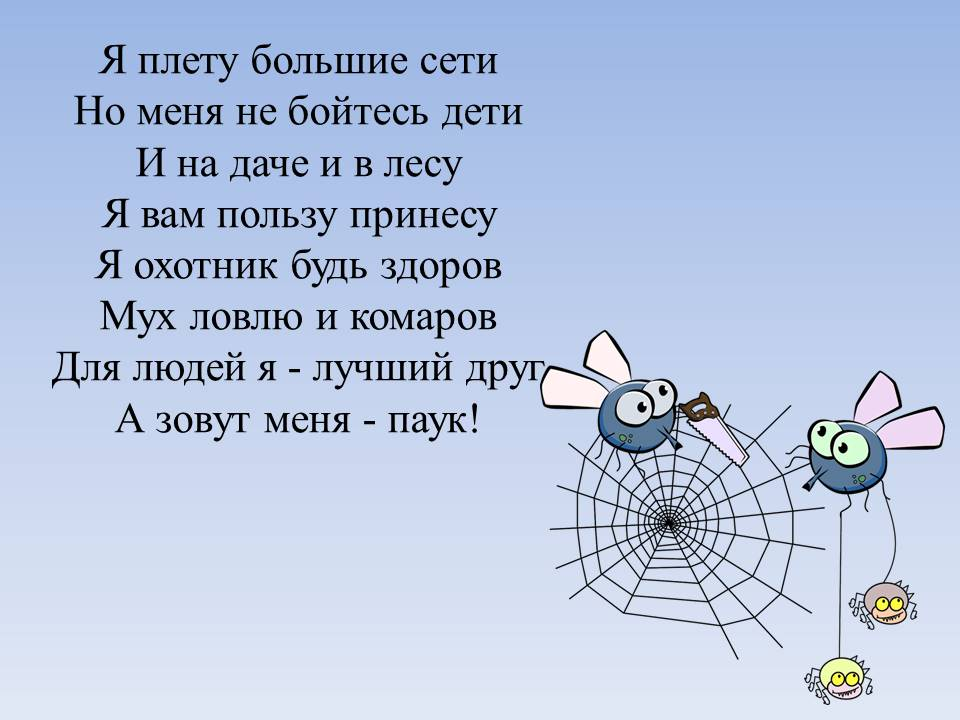 Я плету большие сети
Но меня не бойтесь дети
И на даче и в лесу
Я вам пользу принесу
Я охотник будь здоров
Мух ловлю и комаров
Для людей я - лучший друг
А зовут меня - паук!